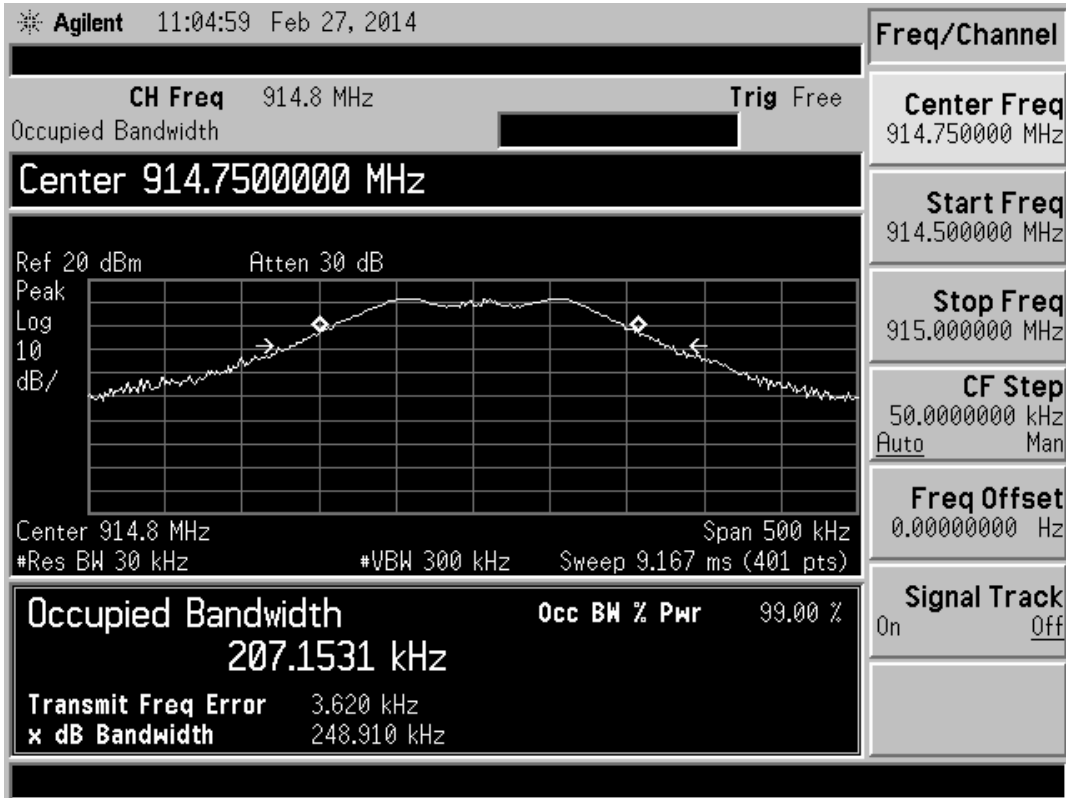 Agilent 11:04:59 Feb 27, 2014
Freq/Channel
CH Freq 914.8 MHz Trig Free
Occupied Bandwidth
Center 914.7500000 MHz
Ref 20 dBm Atten 30 dB
Peak
Log
10
dB/
Center 914.8 MHz Span 500 kHz
#Res BW 30 kHz #VBW 300 kHz Sweep 9.167 ms (401 pts)
Occupied Bandwidth Occ BW % Pwr 99.00 %
207.1531 kHz
Transmit Freq Error 3.620 kHz
x dB Bandwidth 248.910 kHz
Center Freq
914.750000 MHz
Start Freq
914.500000 MHz
Stop Freq
915.000000 MHz
CF Step
50.0000000 kHz
Auto Man
Freq Offset
0.00000000 Hz
Signal Track
On Off